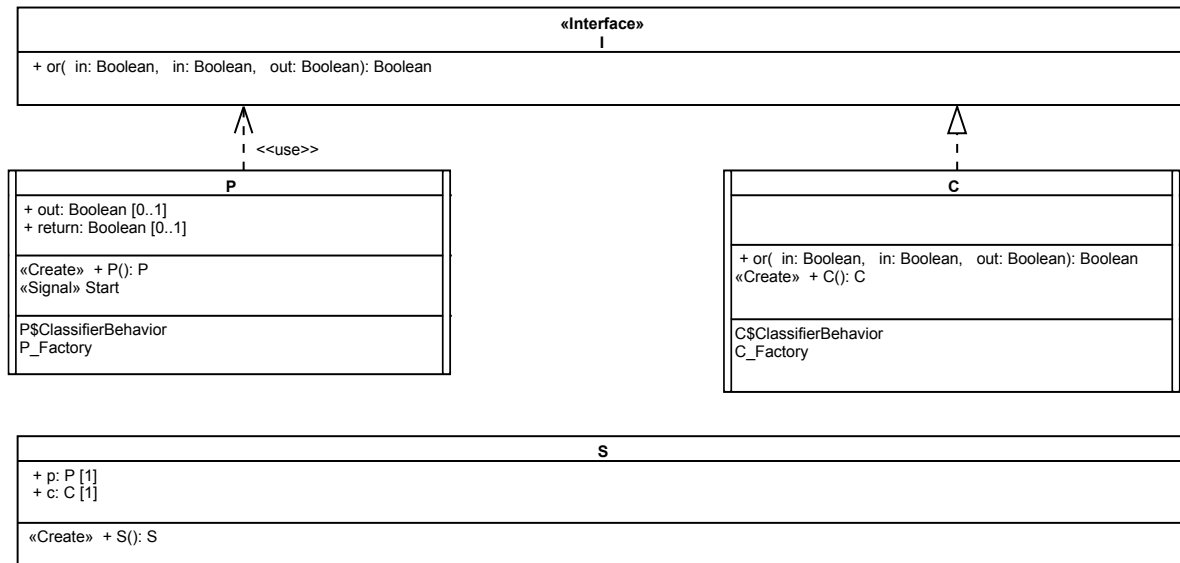 «Interface»
I
+ or(  in: Boolean,   in: Boolean,   out: Boolean): Boolean
<<use>>
P
+ out: Boolean [0..1]
+ return: Boolean [0..1]
«Create»  + P(): P
«Signal» Start
P$ClassifierBehavior
P_Factory
C
+ or(  in: Boolean,   in: Boolean,   out: Boolean): Boolean
«Create»  + C(): C
C$ClassifierBehavior
C_Factory
S
+ p: P [1]
+ c: C [1]
«Create»  + S(): S